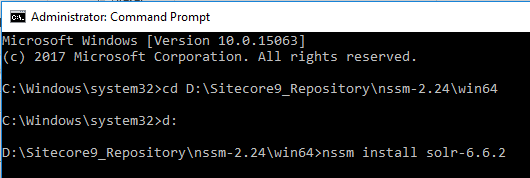 Administrator: Command Prompt
Microsoft Windows [Version 10.0.15063]
(c) 2017 Microsoft Corporation. All rights reserved.
C:\Windows\system32>cd D:\Sitecore9_Repository\nssm-2.24\win64
C:\Windows\system32>d:
D:\Sitecore9_Repository\nssm-2.24\win64>nssm install solr-6.6.2